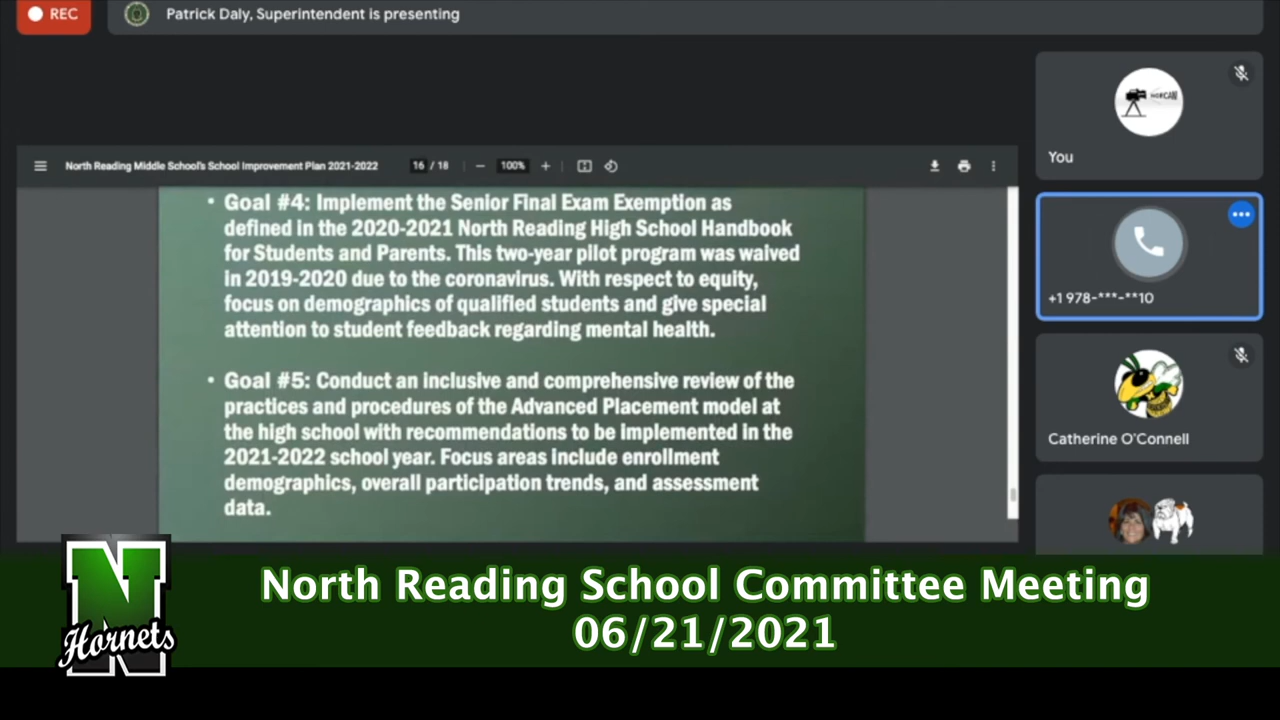 REC
Patrick Daly, Superintendent is presenting
North Reading Middle School's School Improvement Plan 2021-2022
16 / 18
100%
• Goal #4: Implement the Senior Final Exam Exemption as
defined in the 2020-2021 North Reading High School Handbook
for Students and Parents. This two-year pilot program was waived
in 2019-2020 due to the coronavirus. With respect to equity,
focus on demographics of qualified students and give special
attention to student feedback regarding mental health.
• Goal #5: Conduct an inclusive and comprehensive review of the
practices and procedures of the Advanced Placement model at
the high school with recommendations to be implemented in the
2021-2022 school year. Focus areas include enrollment
demographics, overall participation trends, and assessment
data.
NORCAN
You
+1 978-***-**10
Catherine O'Connell
N
Hornets
North Reading School Committee Meeting
06/21/2021